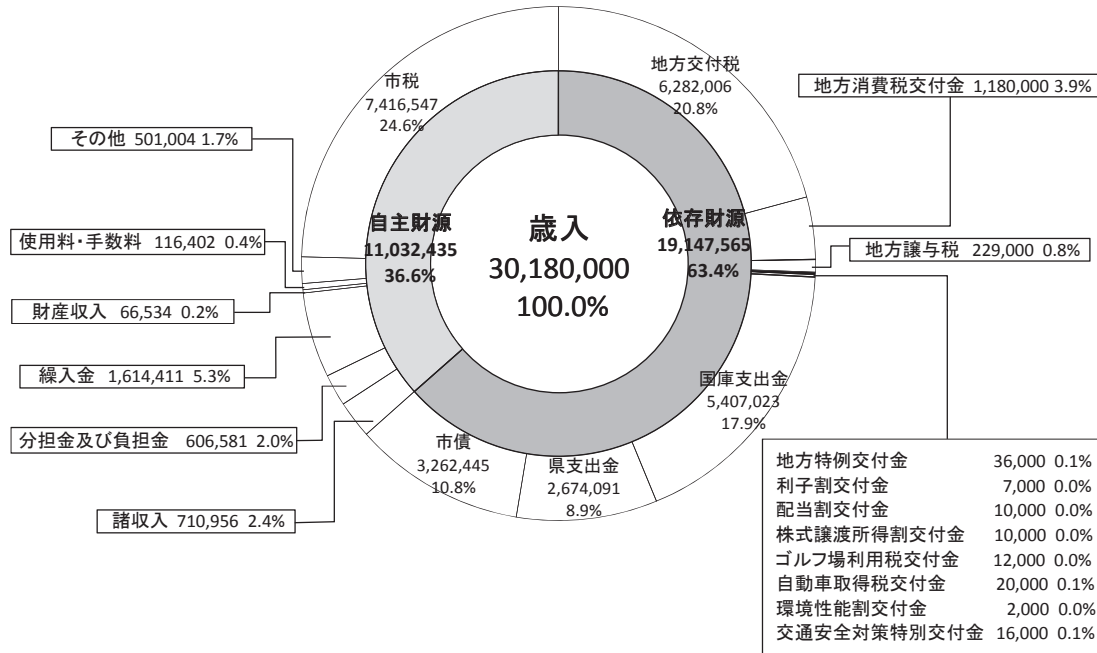 市税
7,416,547
24.6%
地方交付税
6,282,006
20.8%
地方消費税交付金 1,180,000 3.9%
その他 501,004 1.7%
自主財源
11,032,435
36.6%
歳入
30,180,000
100.0%
依存財源
19,147,565
63.4%
使用料・手数料 116,402 0.4%
地方譲与税 229,000 0.8%
財産収入 66,534 0.2%
繰入金 1,614,411 5.3%
分担金及び負担金 606,581 2.0%
諸収入 710,956 2.4%
市債
3,262,445
10.8%
県支出金
2,674,091
8.9%
国庫支出金
5,407,023
17.9%
地方特例交付金 36,000 0.1%
利子割交付金 7,000 0.0%
配当割交付金 10,000 0.0%
株式譲渡所得割交付金 10,000 0.0%
ゴルフ場利用税交付金 12,000 0.0%
自動車取得税交付金 20,000 0.1%
環境性能割交付金 2,000 0.0%
交通安全対策特別交付金 16,000 0.1%